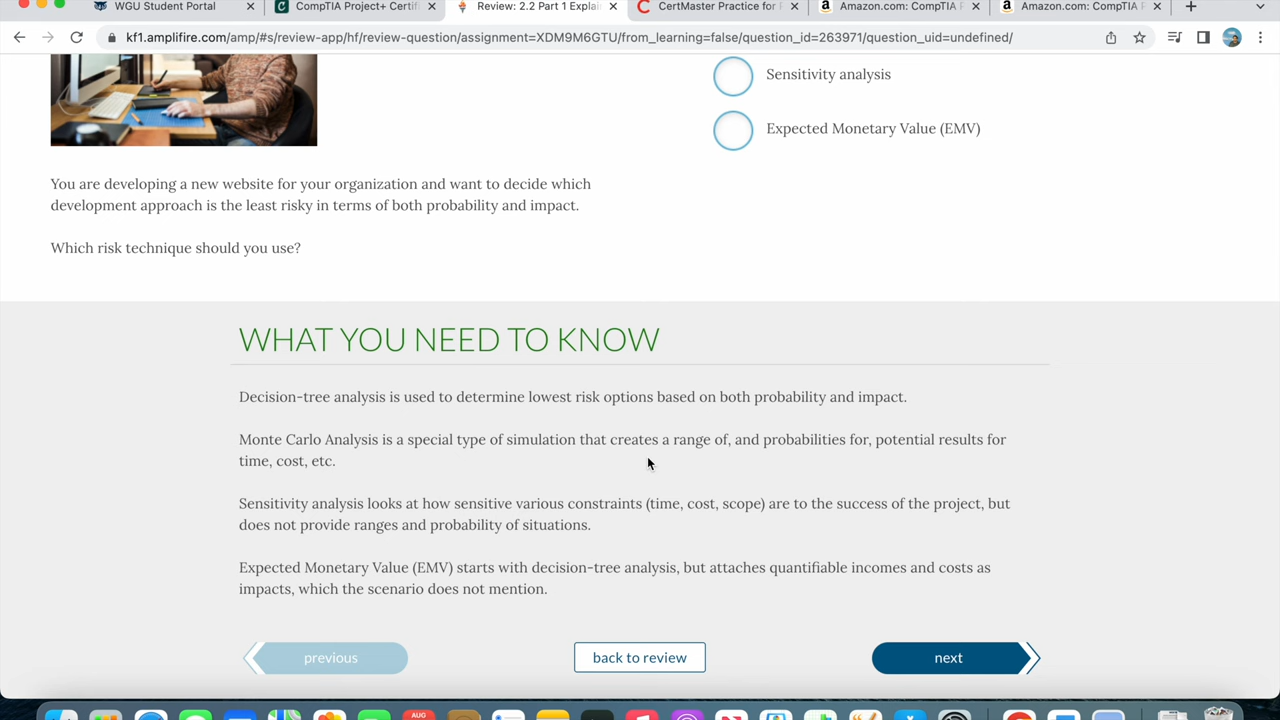 WGU Student Portal
CompTIA Project+ Certif
Review: 2.2 Part 1 Explai
CertMaster Practice for
Amazon.com: CompTIA
Amazon.com: CompTIA
kf1.amplifire.com/amp/#s/review-app/hf/review-question/assignment=XDM9M6GTU/from_learning=false/question_id=263971/question_uid=undefined/
Sensitivity analysis
Expected Monetary Value (EMV)
You are developing a new website for your organization and want to decide which
development approach is the least risky in terms of both probability and impact.
Which risk technique should you use?
WHAT YOU NEED TO KNOW
Decision-tree analysis is used to determine lowest risk options based on both probability and impact.
Monte Carlo Analysis is a special type of simulation that creates a range of, and probabilities for, potential results for
time, cost, etc.
Sensitivity analysis looks at how sensitive various constraints (time, cost, scope) are to the success of the project, but
does not provide ranges and probability of situations.
Expected Monetary Value (EMV) starts with decision-tree analysis, but attaches quantifiable incomes and costs as
impacts, which the scenario does not mention.
previous
back to review
next
AUG